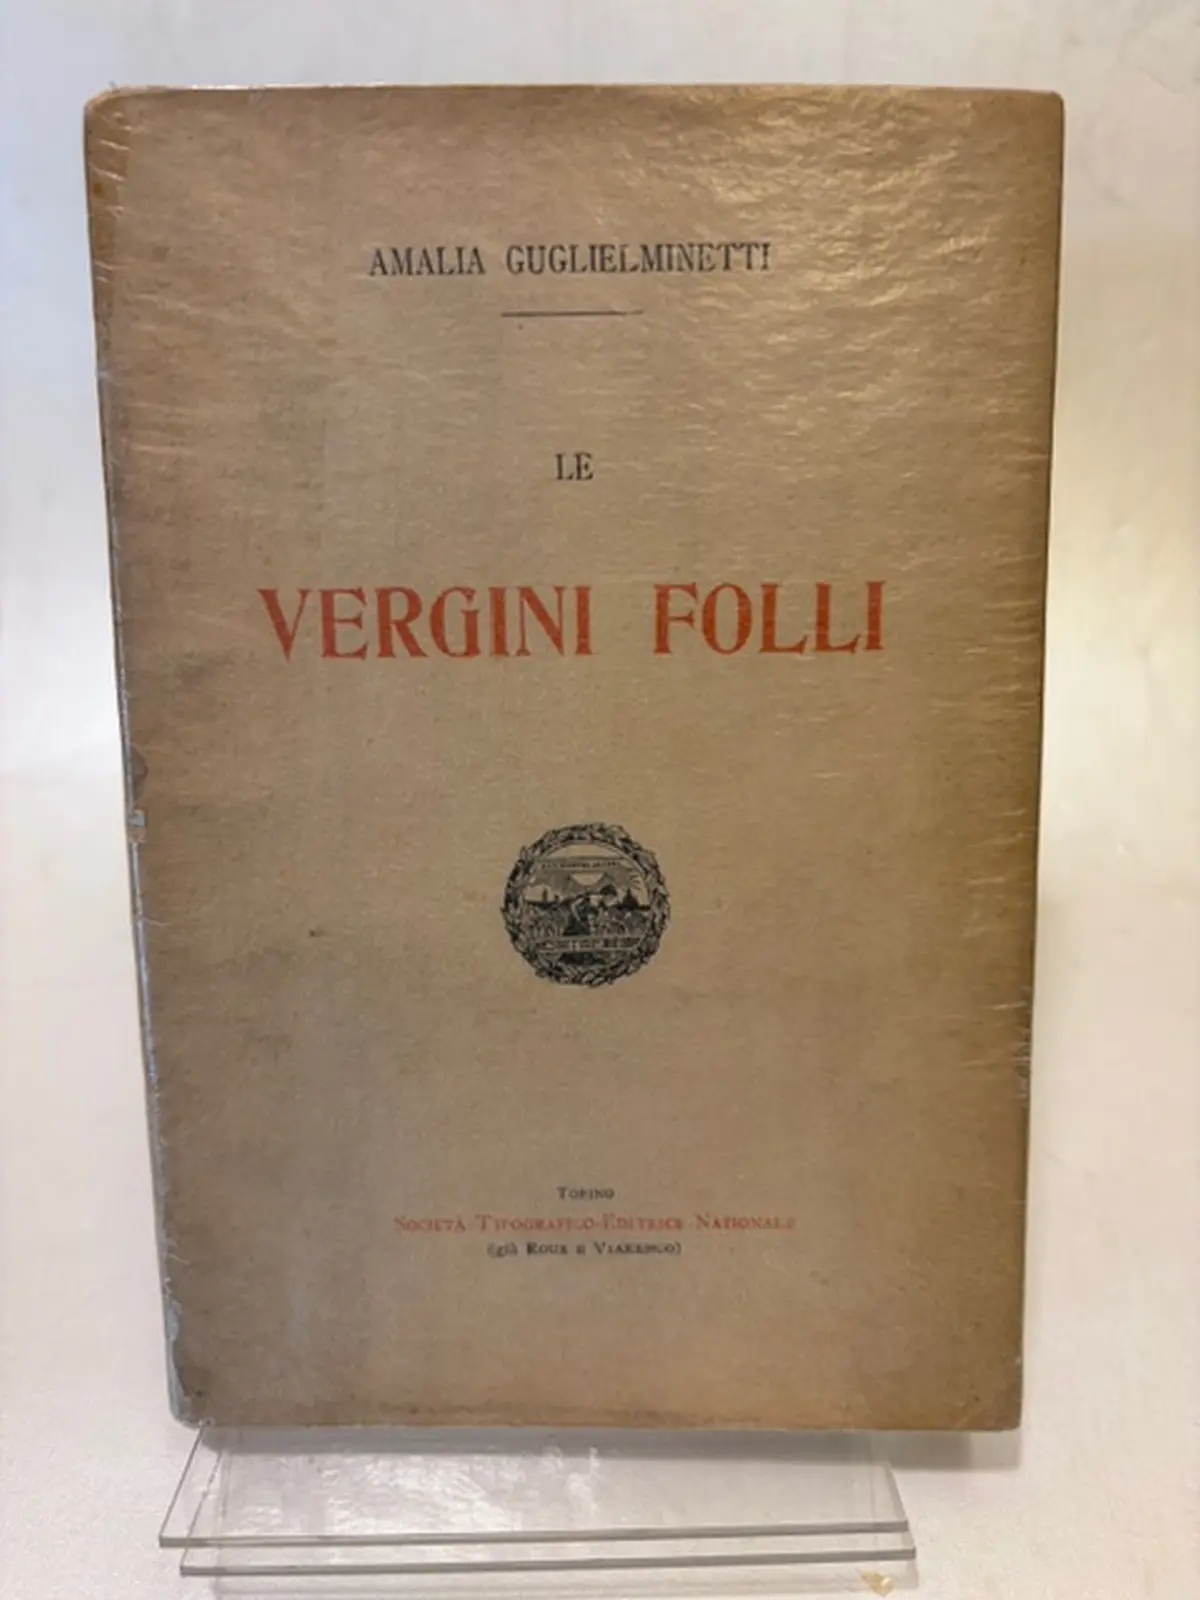 AMALIA GUGLIELMINETTI
LE
VERGINI FOLLI
TORINO
SOCIETÀ TIPOGRAFICO-EDITRICE NAZIONALE
(già ROUX E VIARENGO)